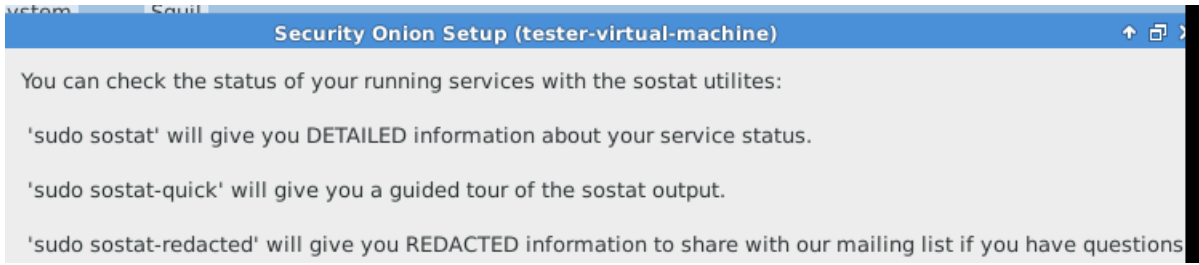 Security Onion Setup (tester-virtual-machine)
You can check the status of your running services with the sostat utilites:
'sudo sostat' will give you DETAILED information about your service status.
'sudo sostat-quick' will give you a guided tour of the sostat output.
'sudo sostat-redacted' will give you REDACTED information to share with our mailing list if you have questions